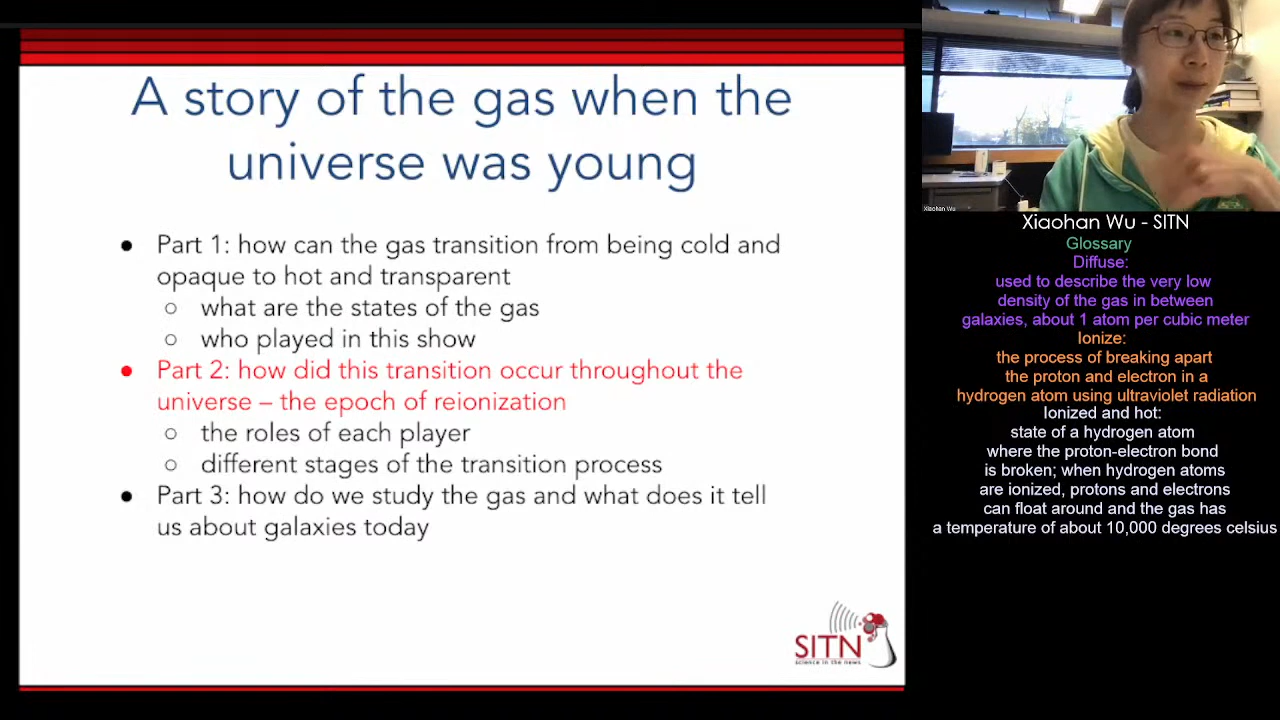 A story of the gas when the
universe was young
● Part 1: how can the gas transition from being cold and
opaque to hot and transparent
○ what are the states of the gas
○ who played in this show
● Part 2: how did this transition occur throughout the
universe – the epoch of reionization
○ the roles of each player
○ different stages of the transition process
● Part 3: how do we study the gas and what does it tell
us about galaxies today
SITN
science in the news
Xiaohan Wu
Xiaohan Wu - SITN
Glossary
Diffuse:
used to describe the very low
density of the gas in between
galaxies, about 1 atom per cubic meter
Ionize:
the process of breaking apart
the proton and electron in a
hydrogen atom using ultraviolet radiation
Ionized and hot:
state of a hydrogen atom
where the proton-electron bond
is broken; when hydrogen atoms
are ionized, protons and electrons
can float around and the gas has
a temperature of about 10,000 degrees celsius